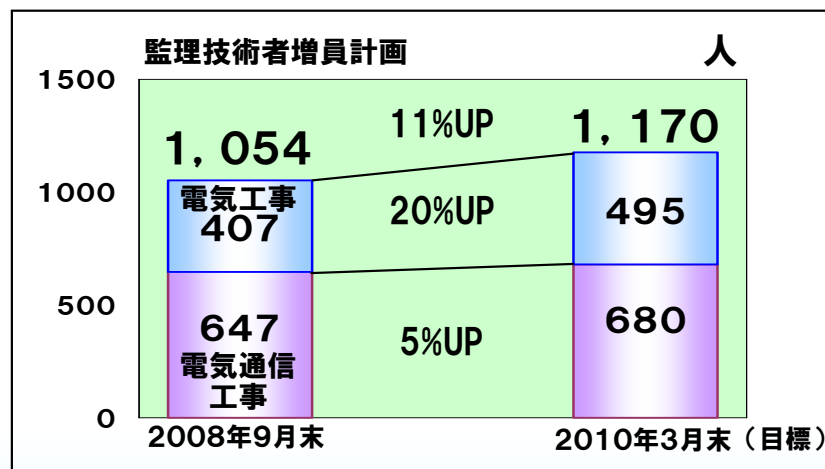 監理技術者増員計画
人
1500
1000
500
0
1, 054
11%UP
1, 170
電気工事
407
20%UP
495
647
電気通信
工事
5%UP
680
2008年9月末
2010年3月末（目標）